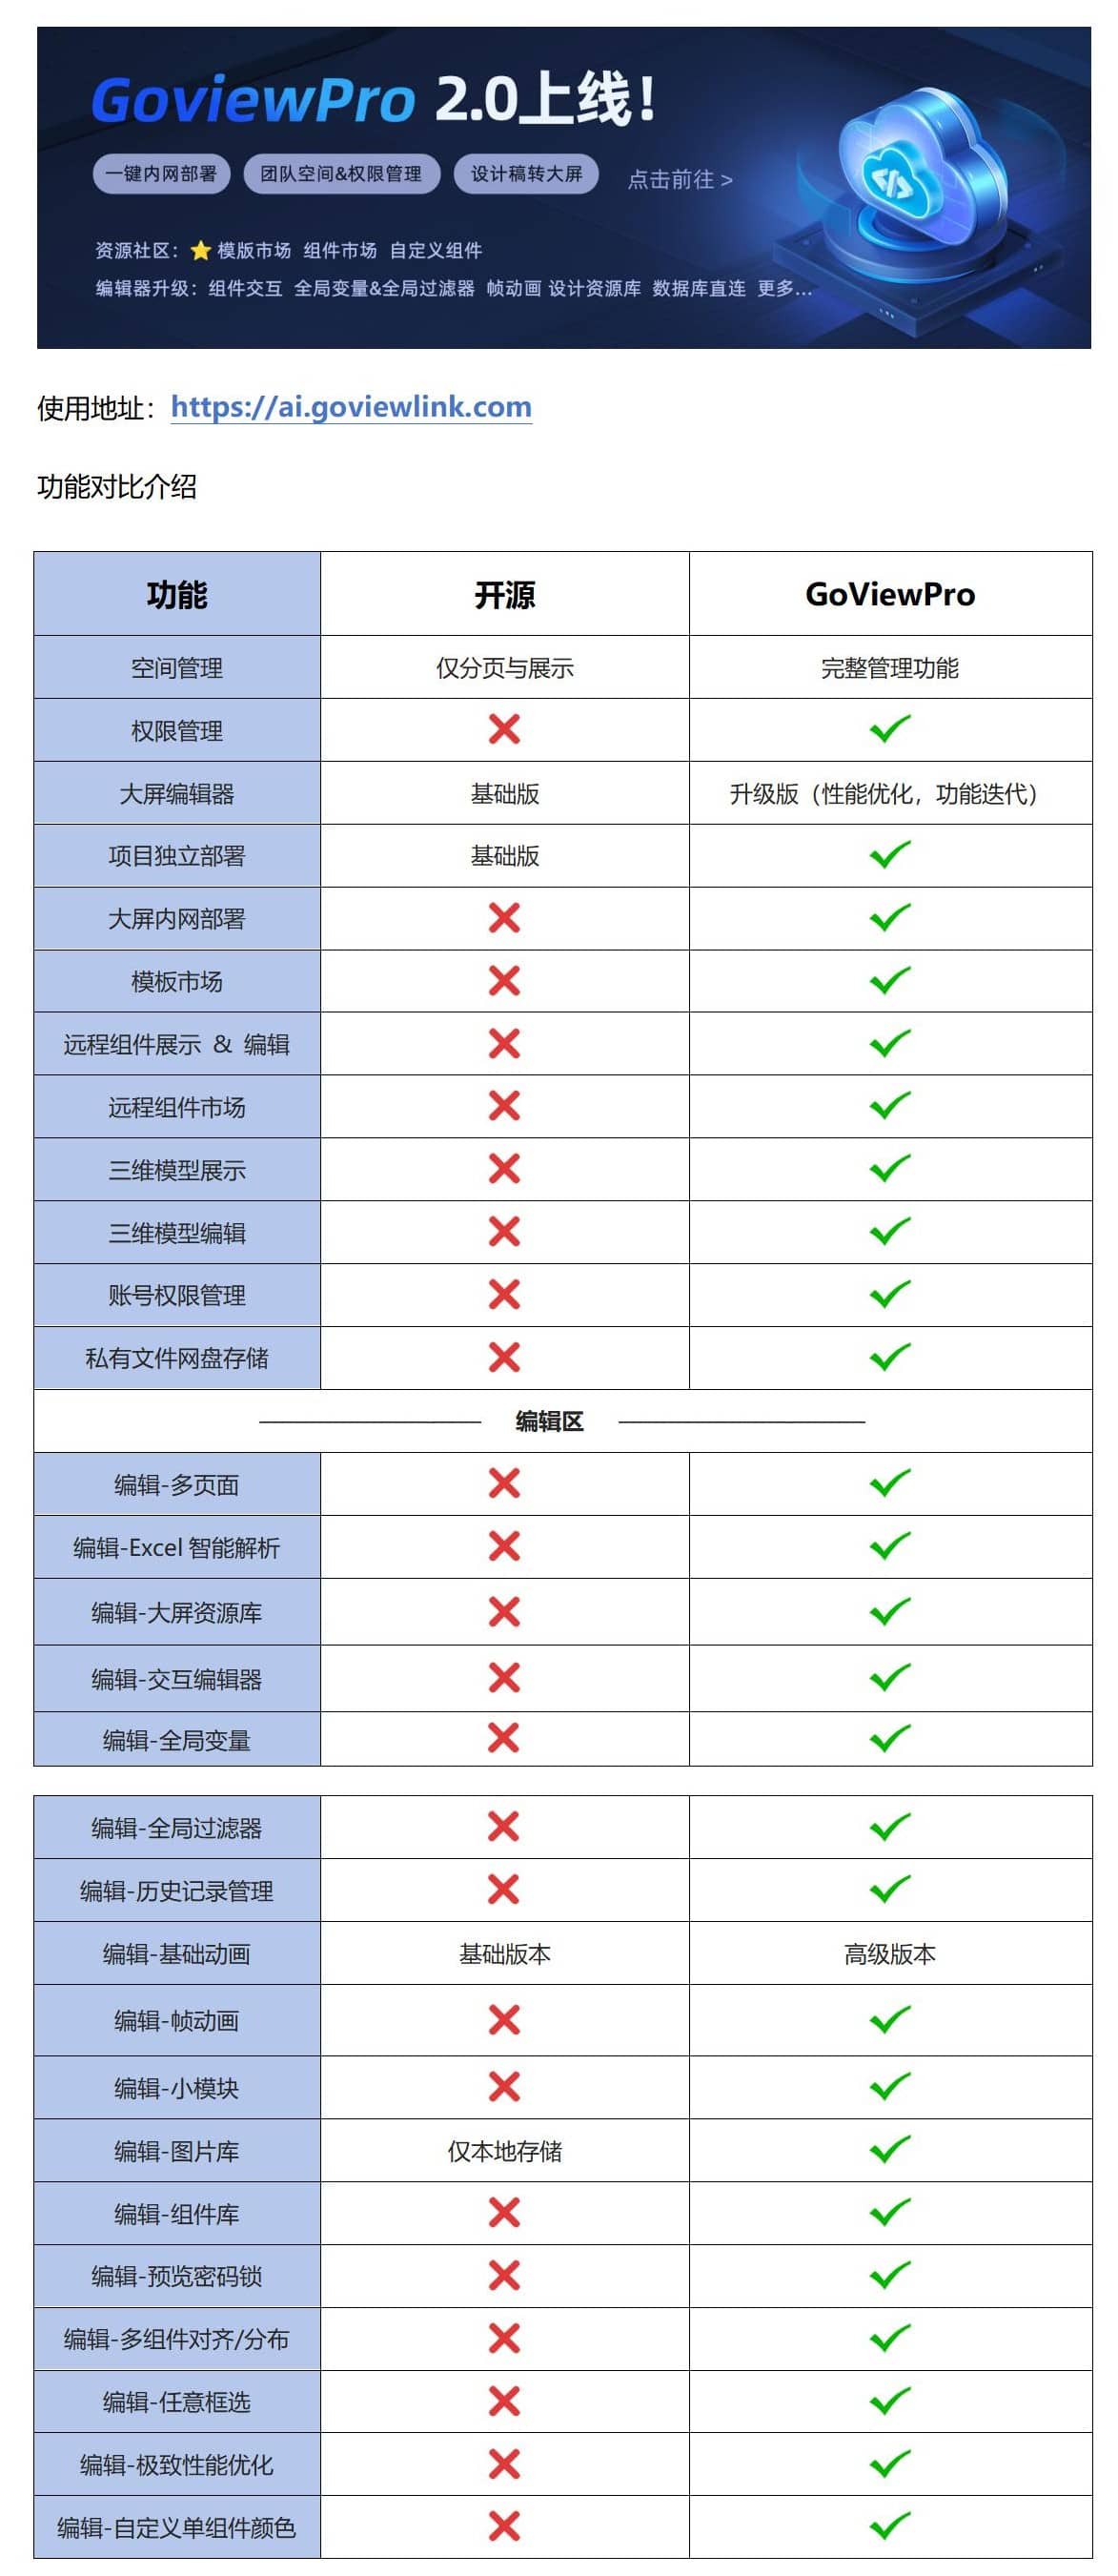 GoviewPro 2.0上线！
一键内网部署 团队空间&权限管理 设计稿转大屏 点击前往 >
资源社区：⭐ 模版市场 组件市场 自定义组件
编辑器升级：组件交互 全局变量&全局过滤器 帧动画 设计资源库 数据库直连 更多...
使用地址：https://ai.goviewlink.com
功能对比介绍
功能 开源 GoViewPro
空间管理 仅分页与展示 完整管理功能
权限管理 ❌ ✔
大屏编辑器 基础版 升级版（性能优化，功能迭代）
项目独立部署 基础版 ✔
大屏内网部署 ❌ ✔
模板市场 ❌ ✔
远程组件展示 & 编辑 ❌ ✔
远程组件市场 ❌ ✔
三维模型展示 ❌ ✔
三维模型编辑 ❌ ✔
账号权限管理 ❌ ✔
私有文件网盘存储 ❌ ✔
编辑区
编辑-多页面 ❌ ✔
编辑-Excel 智能解析 ❌ ✔
编辑-大屏资源库 ❌ ✔
编辑-交互编辑器 ❌ ✔
编辑-全局变量 ❌ ✔
编辑-全局过滤器 ❌ ✔
编辑-历史记录管理 ❌ ✔
编辑-基础动画 基础版本 高级版本
编辑-帧动画 ❌ ✔
编辑-小模块 ❌ ✔
编辑-图片库 仅本地存储 ✔
编辑-组件库 ❌ ✔
编辑-预览密码锁 ❌ ✔
编辑-多组件对齐/分布 ❌ ✔
编辑-任意框选 ❌ ✔
编辑-极致性能优化 ❌ ✔
编辑-自定义单组件颜色 ❌ ✔